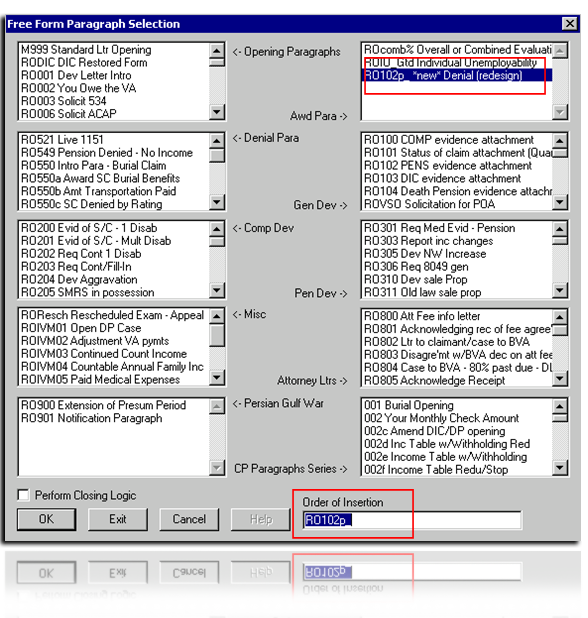 Free Form Paragraph Selection
M999 Standard Ltr Opening
RODIC DIC Restored Form
RO001 Dev Letter Intro
RO002 You Owe the VA
RO003 Solicit 534
RO006 Solicit ACAP
<- Opening Paragraphs
Awd Para ->
ROcomb% Overall or Combined Evaluati
ROIU_Gtd Individual Unemployability
RO102p_ *new* Denial (redesign)
RO521 Live 1151
RO549 Pension Denied - No Income
RO550 Intro Para - Burial Claim
RO550a Award SC Burial Benefits
RO550b Amt Transportation Paid
RO550c SC Denied by Rating
<- Denial Para
Gen Dev ->
RO100 COMP evidence attachment
RO101 Status of claim attachment (Qua
RO102 PENS evidence attachment
RO103 DIC evidence attachment
RO104 Death Pension evidence attachr
ROVSO Solicitation for POA
RO200 Evid of S/C - 1 Disab
RO201 Evid of S/C - Mult Disab
RO202 Req Cont 1 Disab
RO203 Req Cont/Fill-In
RO204 Dev Aggravation
RO205 SMRS in possession
<- Comp Dev
Pen Dev ->
RO301 Req Med Evid - Pension
RO303 Report inc changes
RO305 Dev NW Increase
RO306 Req 8049 gen
RO310 Dev sale Prop
RO311 Old law sale prop
ROResch Rescheduled Exam - Appeal
ROIVM01 Open DP Case
ROIVM02 Adjustment VA pymts
ROIVM03 Continued Count Income
ROIVM04 Countable Annual Family Inc
ROIVM05 Paid Medical Expenses
<- Misc
Attorney Ltrs ->
RO800 Att Fee info letter
RO801 Acknowledging rec of fee agree'
RO802 Ltr to claimant/case to BVA
RO803 Disagre'mt w/BVA dec on att fee
RO804 Case to BVA - 80% past due - DL
RO805 Acknowledge Receipt
RO900 Extension of Presum Period
RO901 Notification Paragraph
<- Persian Gulf War
CP Paragraphs Series ->
001 Burial Opening
002 Your Monthly Check Amount
002c Amend DIC/DP opening
002d Inc Table w/Withholding Red
002e Income Table w/Withholding
002f Income Table Redu/Stop
Perform Closing Logic
Order of Insertion
OK
Exit
Cancel
Help
RO102p_